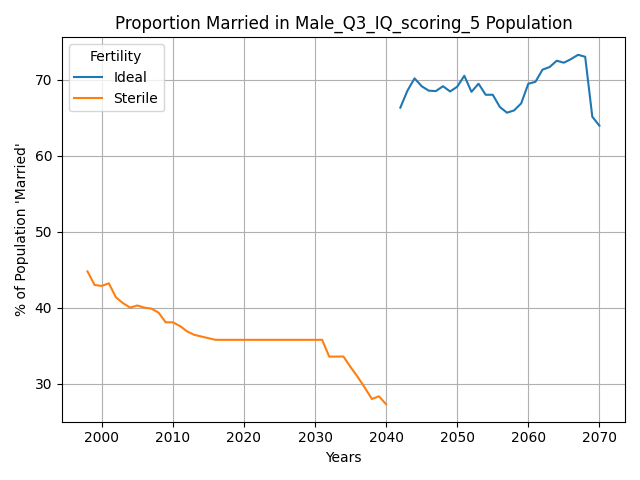 Proportion Married in Male_Q3_IQ_scoring_5 Population
Fertility
Ideal
Sterile
% of Population 'Married'
70
60
50
40
30
2000
2010
2020
2030
2040
2050
2060
2070
Years